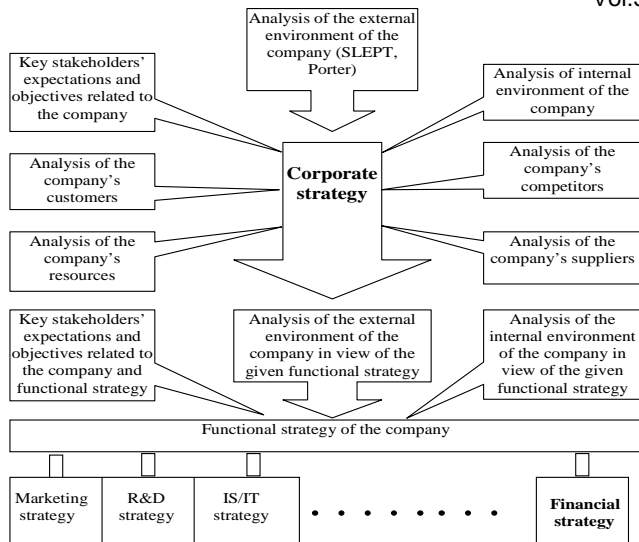 Analysis of the external
environment of the
company (SLEPT,
Porter)
Key stakeholders'
expectations and
objectives related to
the company
Analysis of internal
environment of the
company
Analysis of the
company's
customers
Corporate
strategy
Analysis of the
company's
competitors
Analysis of the
company's
resources
Analysis of the
company's suppliers
Key stakeholders'
expectations and
objectives related to
the company and
functional strategy
Analysis of the external
environment of the
company in view of the
given functional strategy
Analysis of the
internal environment
of the company in
view of the given
functional strategy
Functional strategy of the company
Marketing
strategy
R&D
strategy
IS/IT
strategy
. . . . . . . .
Financial
strategy